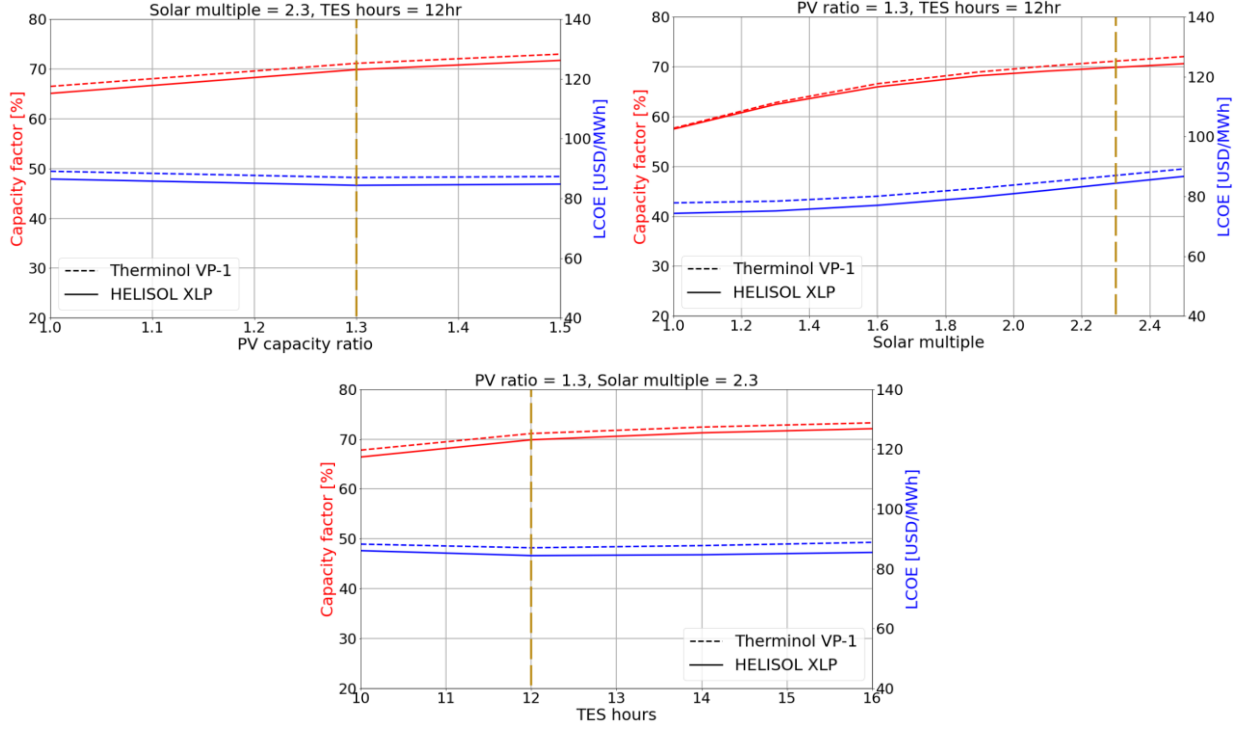 Solar multiple = 2.3, TES hours = 12hr
80
70
60
50
40
30
20
Capacity factor [%]
140
120
100
80
60
40
LCOE [USD/MWh]
Therminol VP-1
HELISOL XLP
1.0 1.1 1.2 1.3 1.4 1.5
PV capacity ratio
PV ratio = 1.3, TES hours = 12hr
80
70
60
50
40
30
20
Capacity factor [%]
140
120
100
80
60
40
LCOE [USD/MWh]
Therminol VP-1
HELISOL XLP
1.0 1.2 1.4 1.6 1.8 2.0 2.2 2.4
Solar multiple
PV ratio = 1.3, Solar multiple = 2.3
80
70
60
50
40
30
20
Capacity factor [%]
140
120
100
80
60
40
LCOE [USD/MWh]
Therminol VP-1
HELISOL XLP
10 11 12 13 14 15 16
TES hours